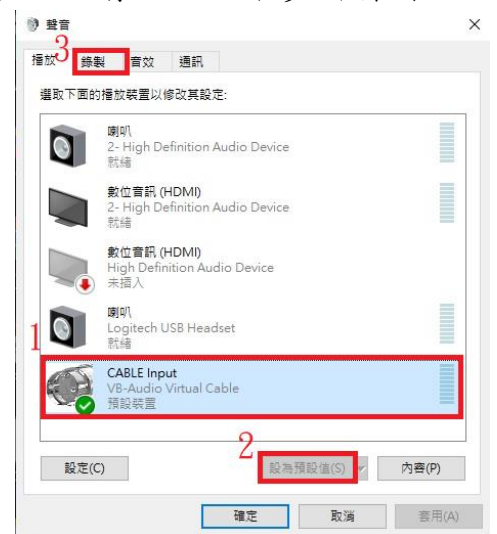 聲音
3
播放 錄製 音效 通訊
選取下面的播放裝置以修改其設定:
喇叭
2- High Definition Audio Device
就緒
數位音訊 (HDMI)
2- High Definition Audio Device
就緒
數位音訊 (HDMI)
High Definition Audio Device
未插入
喇叭
Logitech USB Headset
就緒
1
CABLE Input
VB-Audio Virtual Cable
預設裝置
2
設定(C) 設為預設值(S) 內容(P)
確定 取消 套用(A)